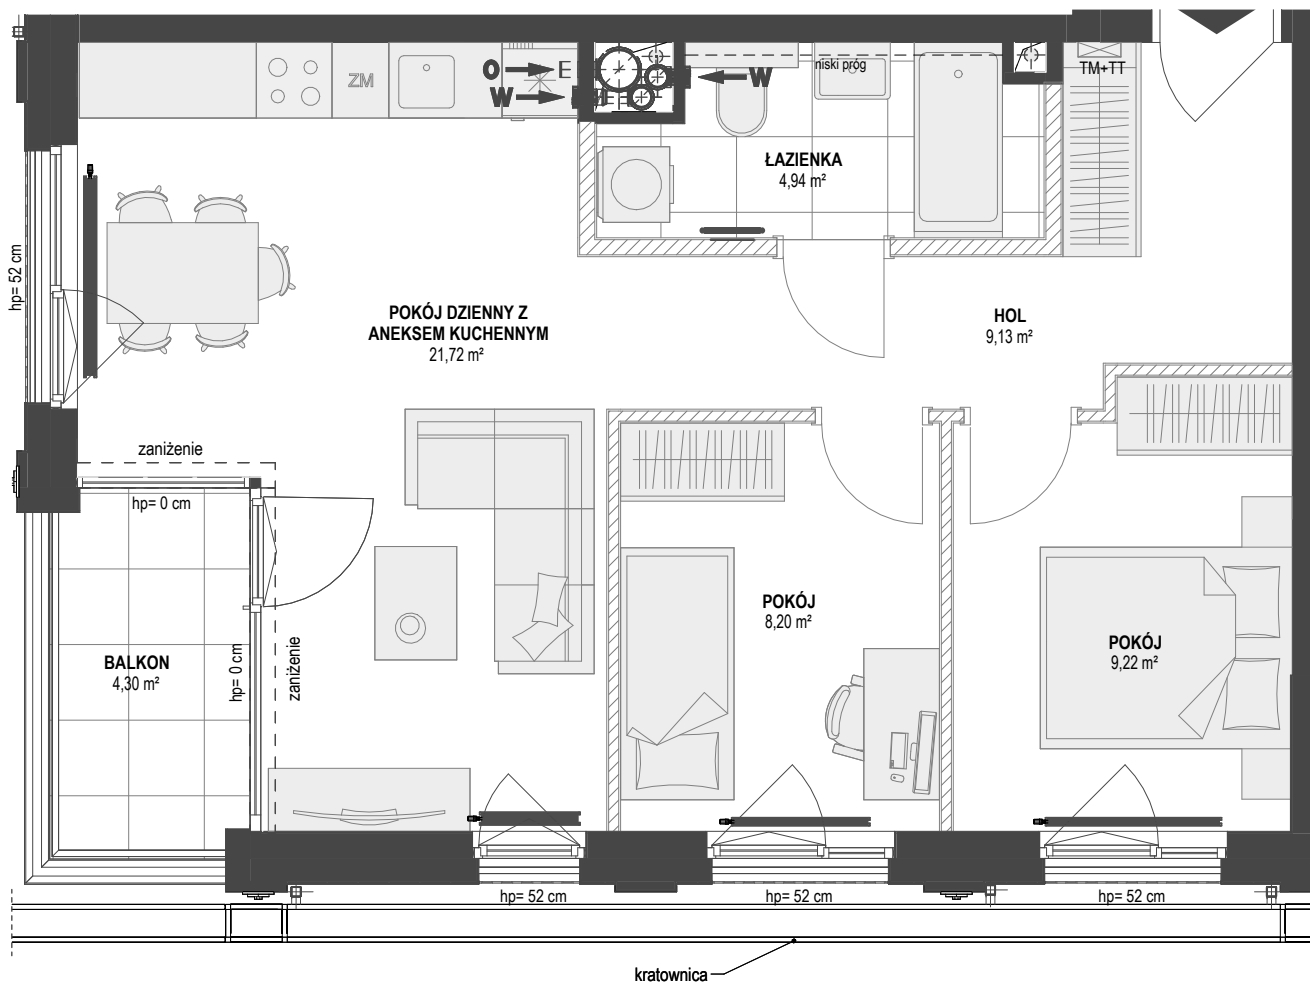 ZM
O
E
W
W
niski próg
TM+TT
ŁAZIENKA
4,94 m²
hp= 52 cm
POKÓJ DZIENNY Z
ANEKSEM KUCHENNYM
21,72 m²
HOL
9,13 m²
zaniżenie
hp= 0 cm
POKÓJ
8,20 m²
POKÓJ
9,22 m²
BALKON
4,30 m²
hp= 0 cm
zaniżenie
hp= 52 cm
hp= 52 cm
hp= 52 cm
kratownica